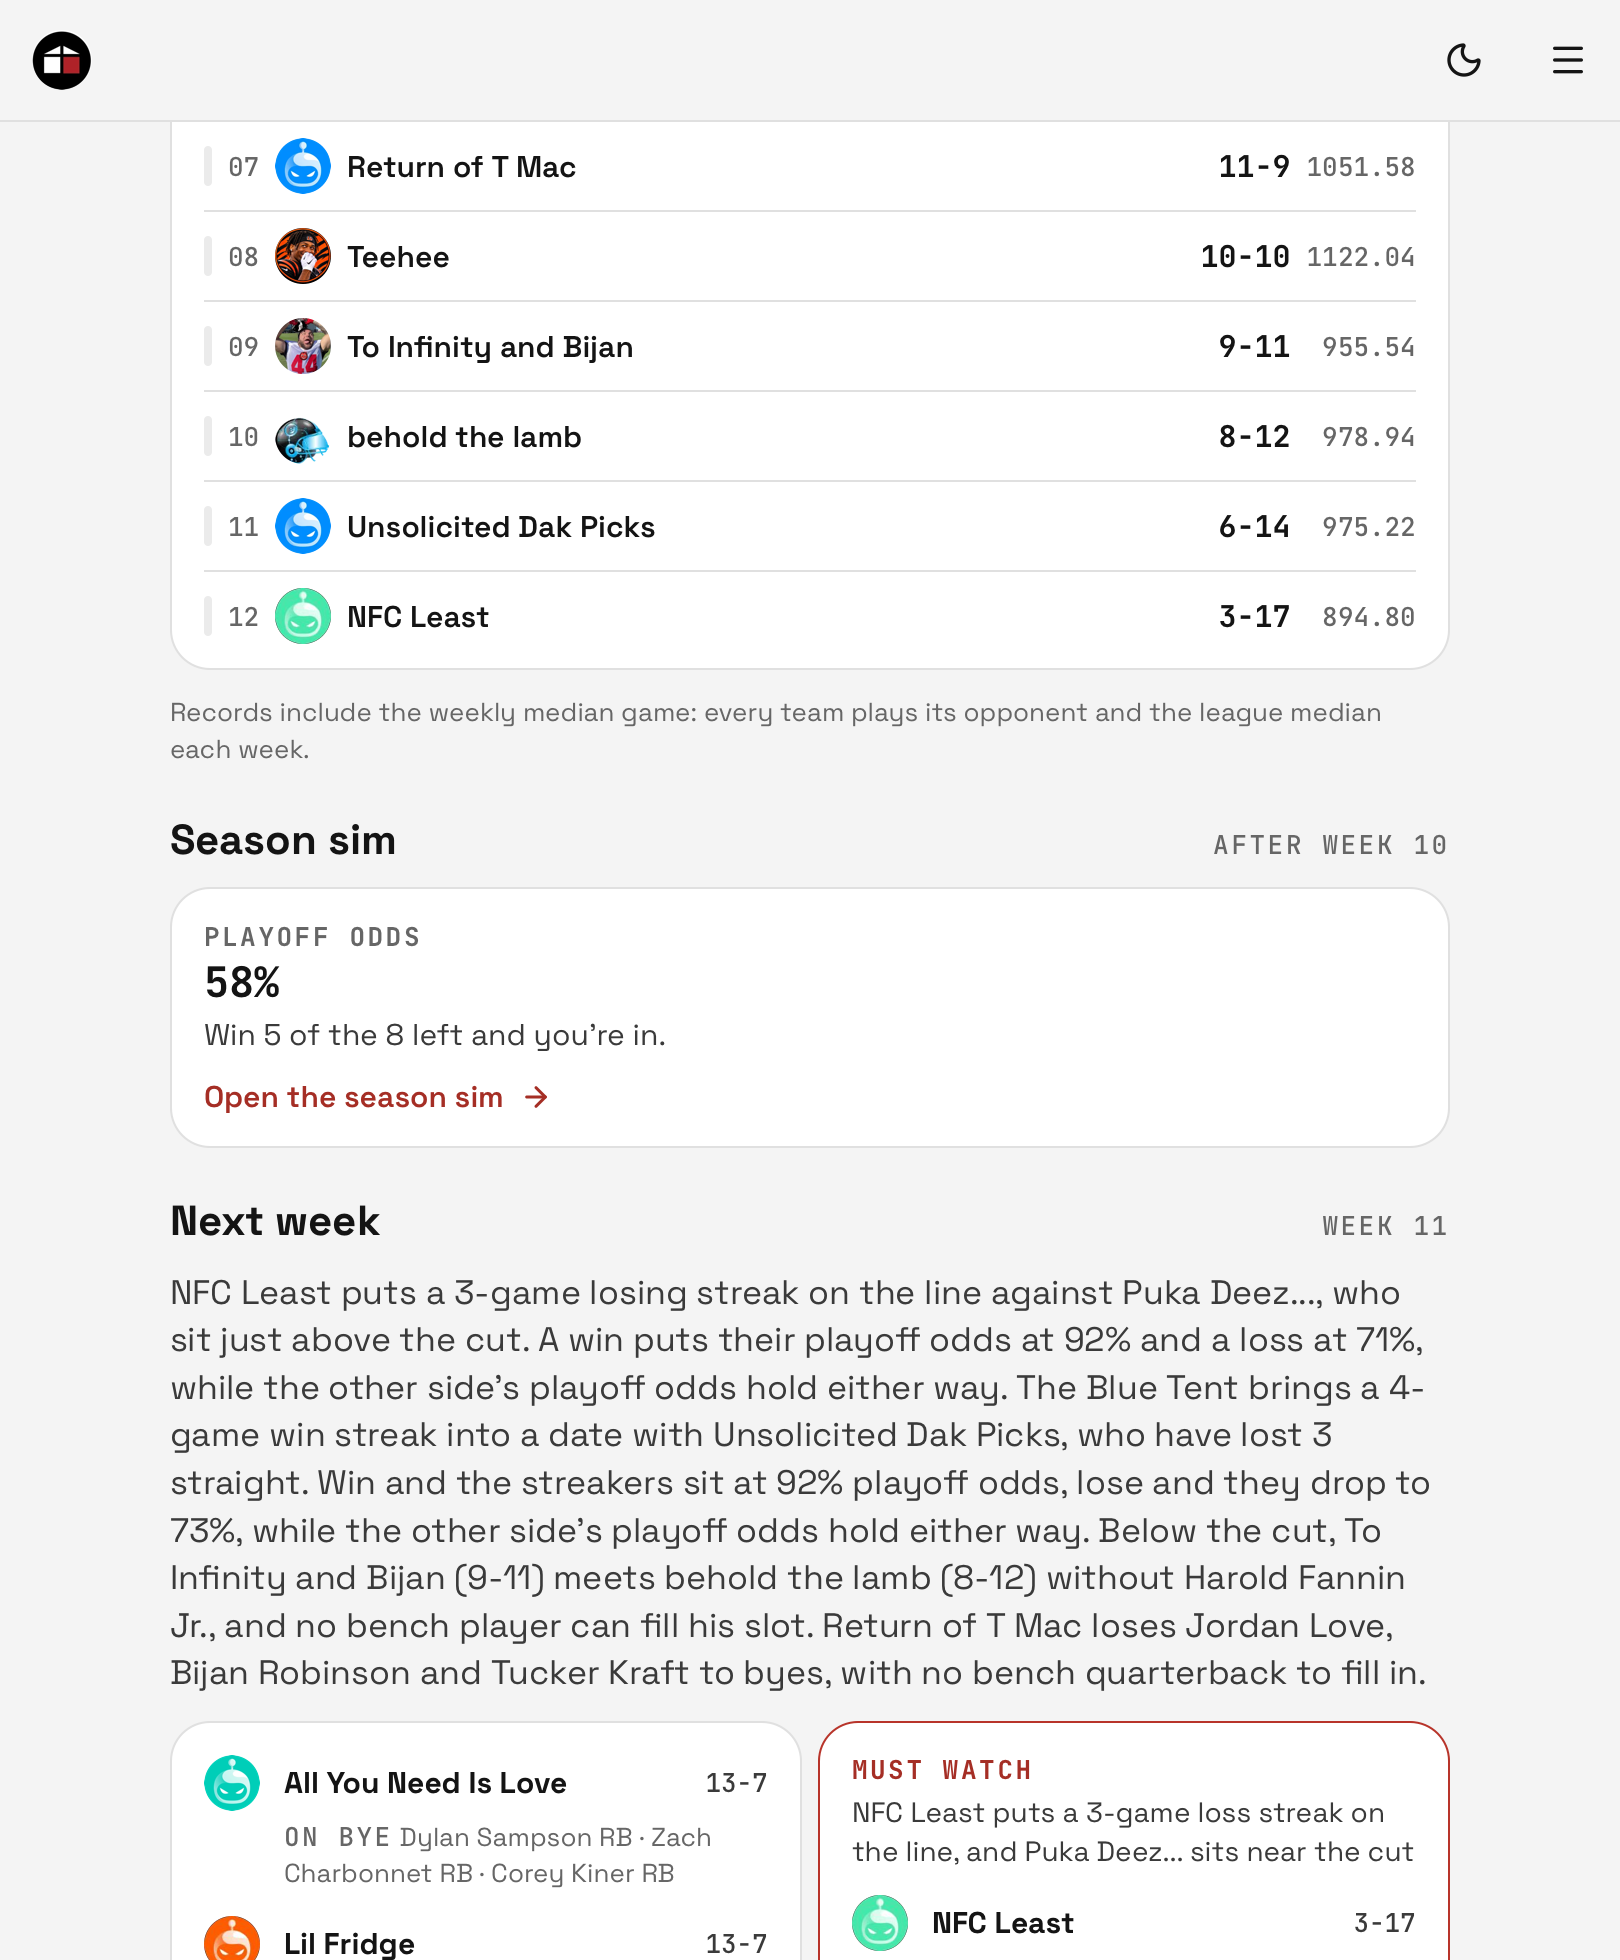 07 Return of T Mac 11-9 1051.58
08 Teehee 10-10 1122.04
09 To Infinity and Bijan 9-11 955.54
10 behold the lamb 8-12 978.94
11 Unsolicited Dak Picks 6-14 975.22
12 NFC Least 3-17 894.80
Records include the weekly median game: every team plays its opponent and the league median
each week.
Season sim AFTER WEEK 10
PLAYOFF ODDS
58%
Win 5 of the 8 left and you’re in.
Open the season sim →
Next week WEEK 11
NFC Least puts a 3-game losing streak on the line against Puka Deez..., who
sit just above the cut. A win puts their playoff odds at 92% and a loss at 71%,
while the other side’s playoff odds hold either way. The Blue Tent brings a 4-
game win streak into a date with Unsolicited Dak Picks, who have lost 3
straight. Win and the streakers sit at 92% playoff odds, lose and they drop to
73%, while the other side’s playoff odds hold either way. Below the cut, To
Infinity and Bijan (9-11) meets behold the lamb (8-12) without Harold Fannin
Jr., and no bench player can fill his slot. Return of T Mac loses Jordan Love,
Bijan Robinson and Tucker Kraft to byes, with no bench quarterback to fill in.
All You Need Is Love 13-7
ON BYE Dylan Sampson RB · Zach
Charbonnet RB · Corey Kiner RB
Lil Fridge 13-7
MUST WATCH
NFC Least puts a 3-game loss streak on
the line, and Puka Deez... sits near the cut
NFC Least 3-17